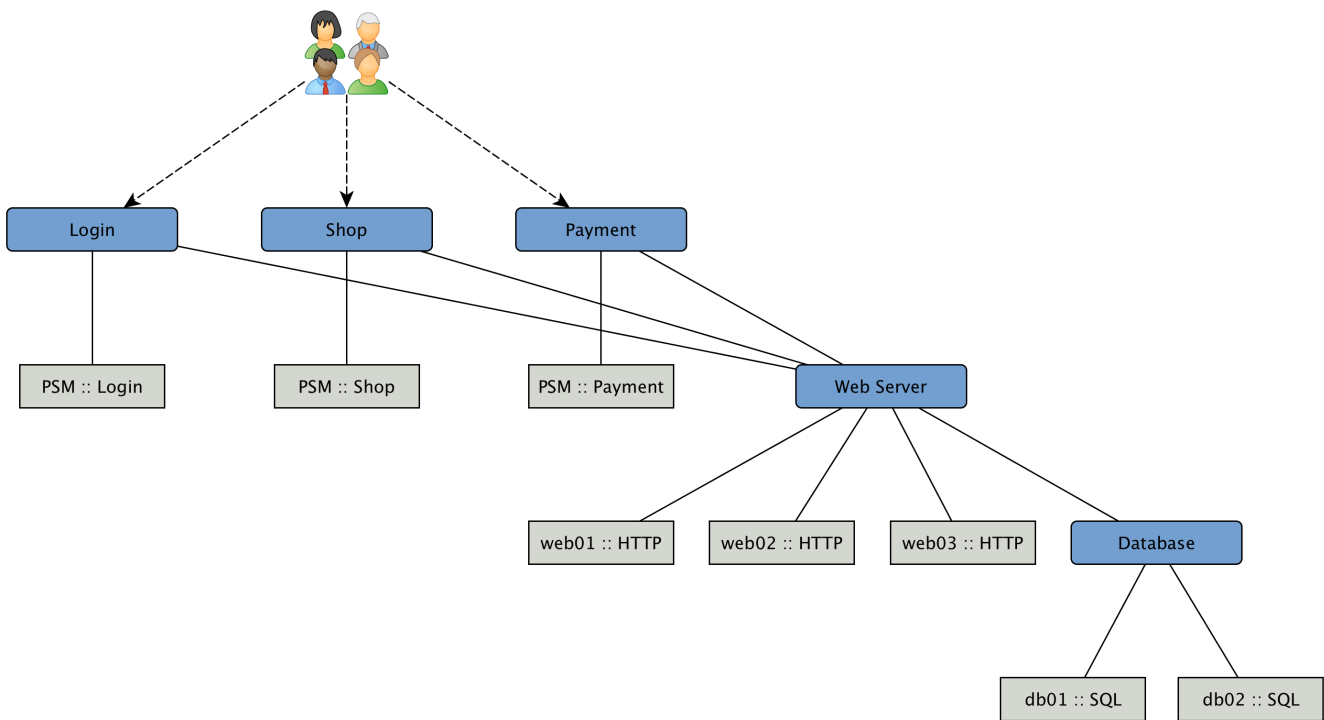 Login
Shop
Payment
PSM :: Login
PSM :: Shop
PSM :: Payment
Web Server
web01 :: HTTP
web02 :: HTTP
web03 :: HTTP
Database
db01 :: SQL
db02 :: SQL